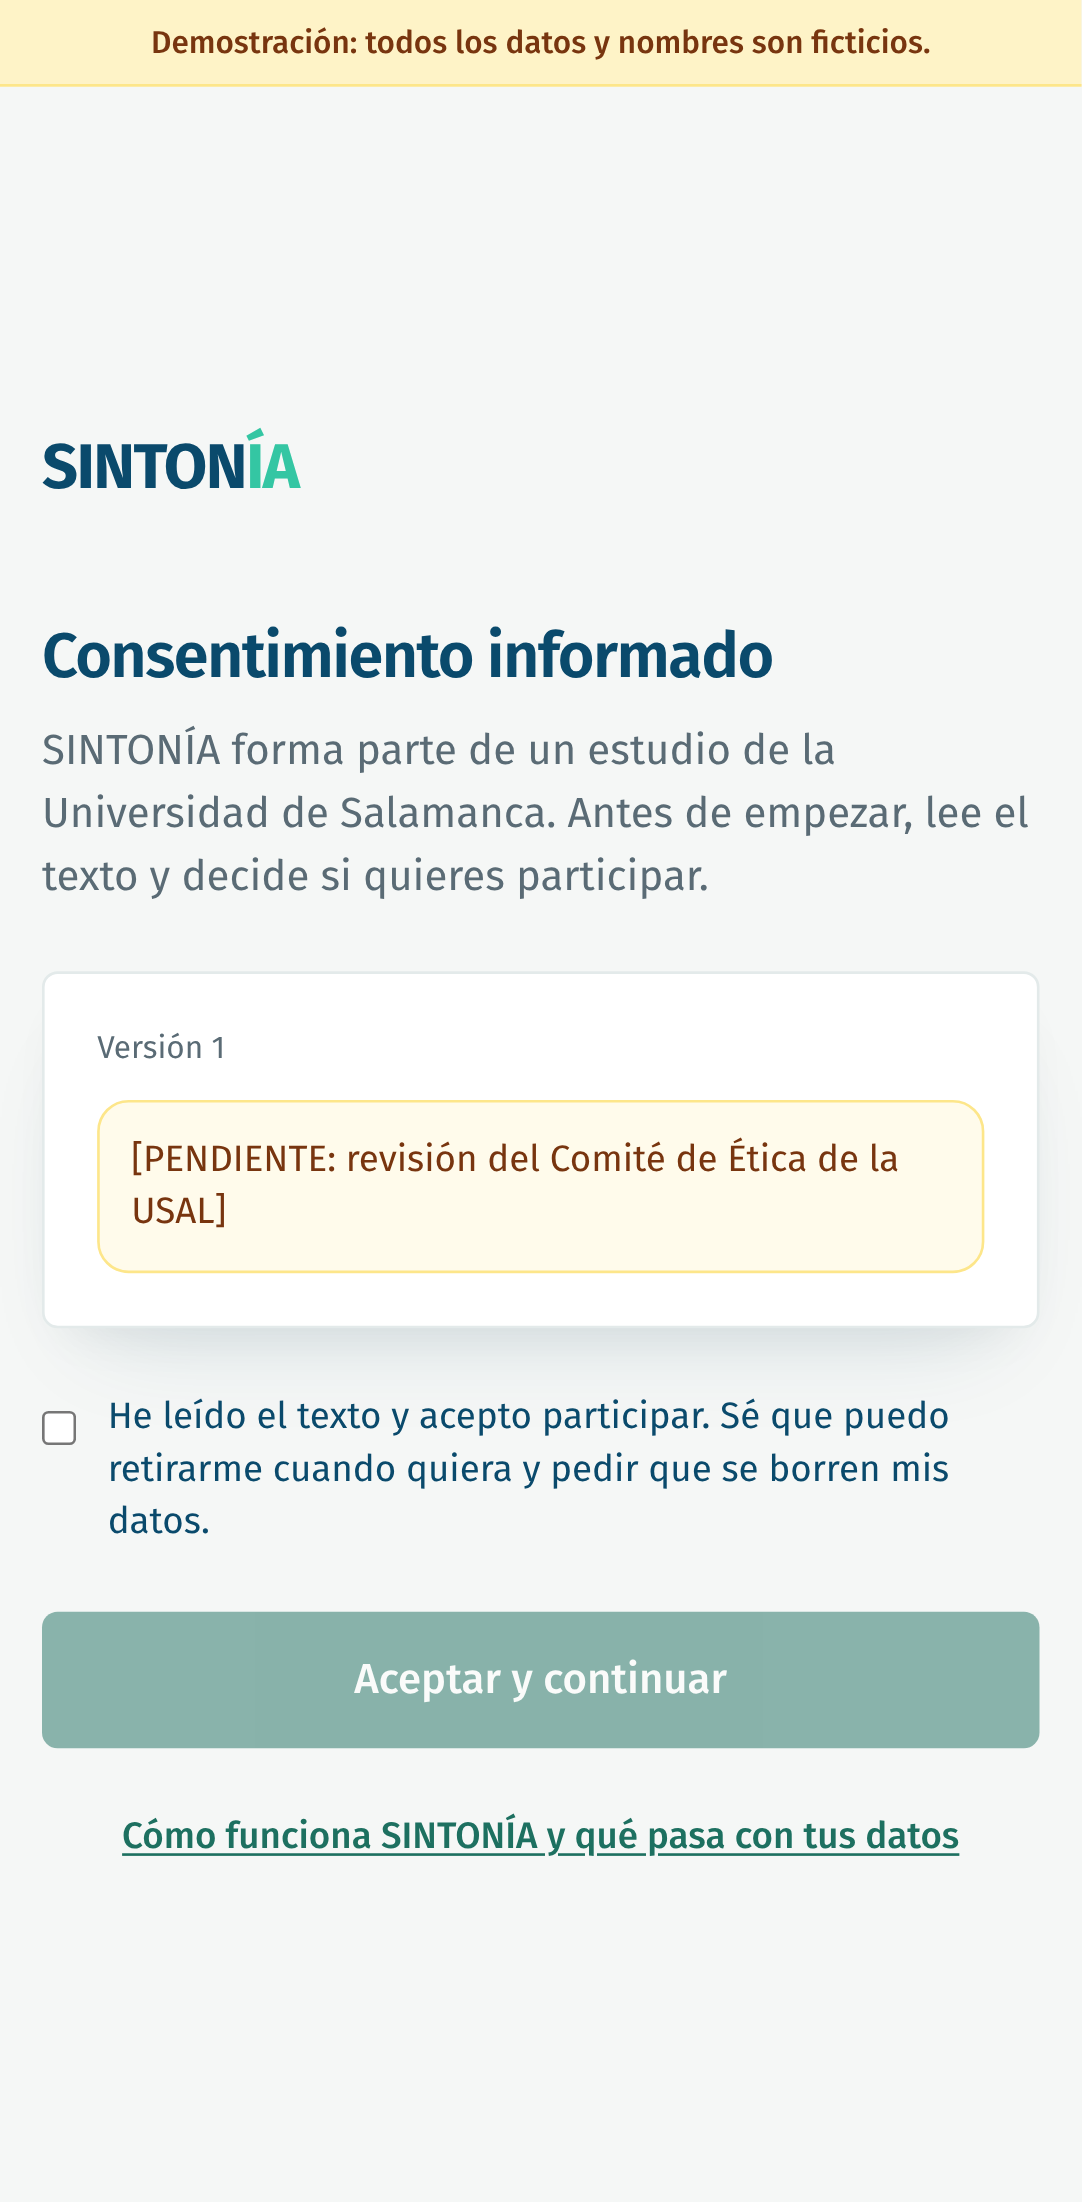 Demostración: todos los datos y nombres son ficticios.
SINTONÍA
Consentimiento informado
SINTONÍA forma parte de un estudio de la
Universidad de Salamanca. Antes de empezar, lee el
texto y decide si quieres participar.
Versión 1
[PENDIENTE: revisión del Comité de Ética de la
USAL]
He leído el texto y acepto participar. Sé que puedo
retirarme cuando quiera y pedir que se borren mis
datos.
Aceptar y continuar
Cómo funciona SINTONÍA y qué pasa con tus datos